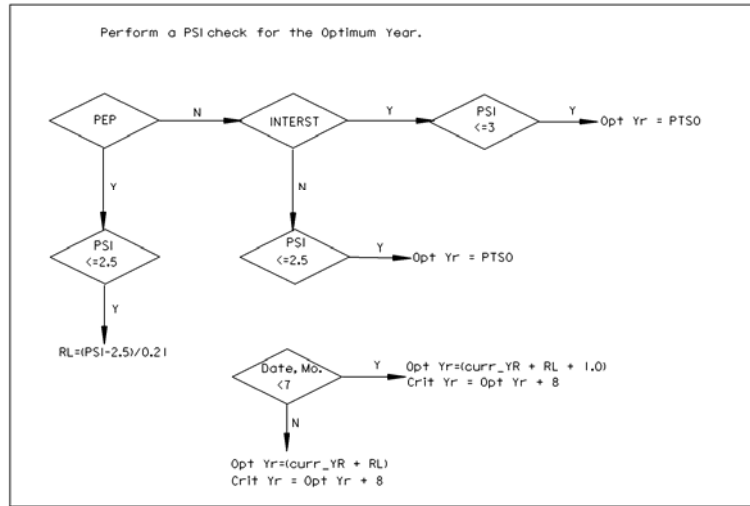 Perform a PSI check for the Optimum Year.
PEP
N
INTERST
Y
PSI
<=3
Y
Opt Yr = PTSO
Y
N
PSI
<=2.5
PSI
<=2.5
Y
Opt Yr = PTSO
Y
RL=(PSI-2.5)/0.21
Date, Mo.
<7
Y
Opt Yr=(curr_YR + RL + 1.0)
Crit Yr = Opt Yr + 8
N
Opt Yr=(curr_YR + RL)
Crit Yr = Opt Yr + 8